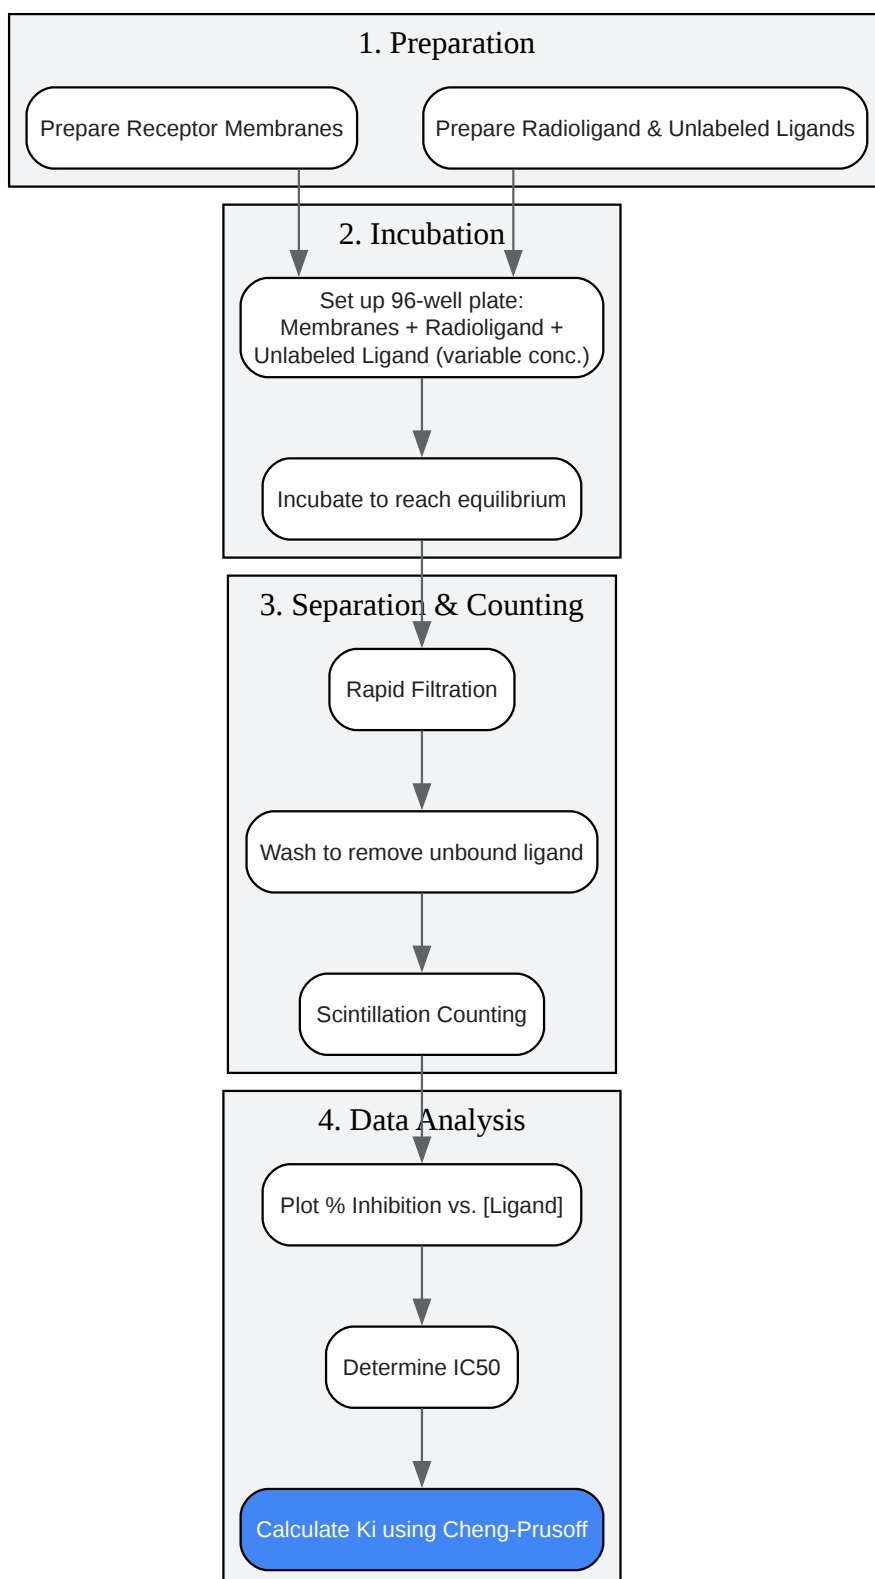 1. Preparation
Prepare Receptor Membranes
Prepare Radioligand & Unlabeled Ligands
2. Incubation
Set up 96-well plate:
Membranes + Radioligand +
Unlabeled Ligand (variable conc.)
Incubate to reach equilibrium
3. Separation & Counting
Rapid Filtration
Wash to remove unbound ligand
Scintillation Counting
4. Data Analysis
Plot % Inhibition vs. [Ligand]
Determine IC50
Calculate Ki using Cheng-Prusoff